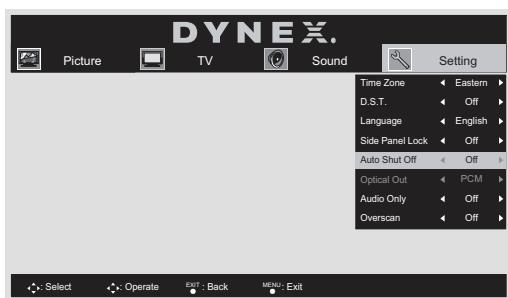 DYNEX.
Picture TV Sound Setting
Time Zone Eastern
D.S.T. Off
Language English
Side Panel Lock Off
Auto Shut Off Off
Optical Out PCM
Audio Only Off
Overscan Off
: Select : Operate EXIT : Back MENU : Exit